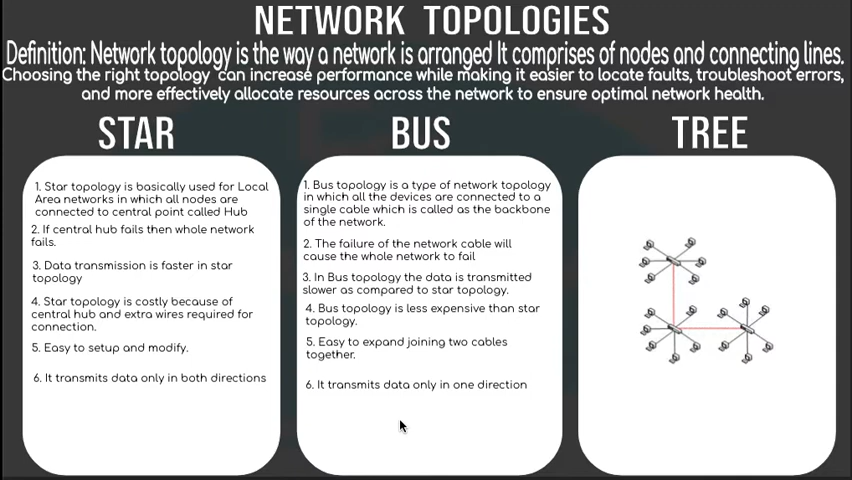 NETWORK TOPOLOGIES
Definition: Network topology is the way a network is arranged It comprises of nodes and connecting lines.
Choosing the right topology can increase performance while making it easier to locate faults, troubleshoot errors,
and more effectively allocate resources across the network to ensure optimal network health.
STAR
1. Star topology is basically used for Local
Area networks in which all nodes are
connected to central point called Hub
2. If central hub fails then whole network
fails.
3. Data transmission is faster in star
topology
4. Star topology is costly because of
central hub and extra wires required for
connection.
5. Easy to setup and modify.
6. It transmits data only in both directions
BUS
1. Bus topology is a type of network topology
in which all the devices are connected to a
single cable which is called as the backbone
of the network.
2. The failure of the network cable will
cause the whole network to fail
3. In Bus topology the data is transmitted
slower as compared to star topology.
4. Bus topology is less expensive than star
topology.
5. Easy to expand joining two cables
together.
6. It transmits data only in one direction
TREE